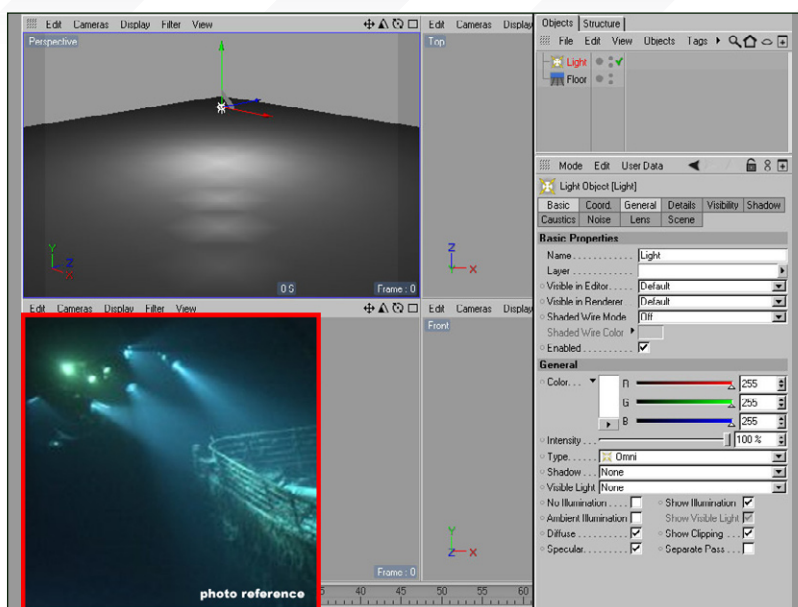 Edit Cameras Display Filter View
Perspective
Y
Z
X
0 S
Frame : 0
Edit Cameras Display
Top
Z
Y
X
Edit Cameras Display Filter View
photo reference
Frame : 0
Edit Cameras Display
Front
Y
Z X
40 45 50 55 60
Objects Structure
File Edit View Objects Tags
Light
Floor
Mode Edit User Data
Light Object [Light]
Basic Coord. General Details Visibility Shadow
Caustics Noise Lens Scene
Basic Properties
Name . . . . . . . . . . . . Light
Layer . . . . . . . . . . . .
Visible in Editor. . . . . Default
Visible in Renderer Default
Shaded Wire Mode Off
Shaded Wire Color
Enabled . . . . . . . . . .
General
Color. . . R 255
G 255
B 255
Intensity . . . 100 %
Type. . . . . . Omni
Shadow . . . None
Visible Light None
No Illumination . . . . Show Illumination
Ambient Illumination Show Visible Light
Diffuse . . . . . . . . . . Show Clipping . . .
Specular. . . . . . . . . Separate Pass . . .